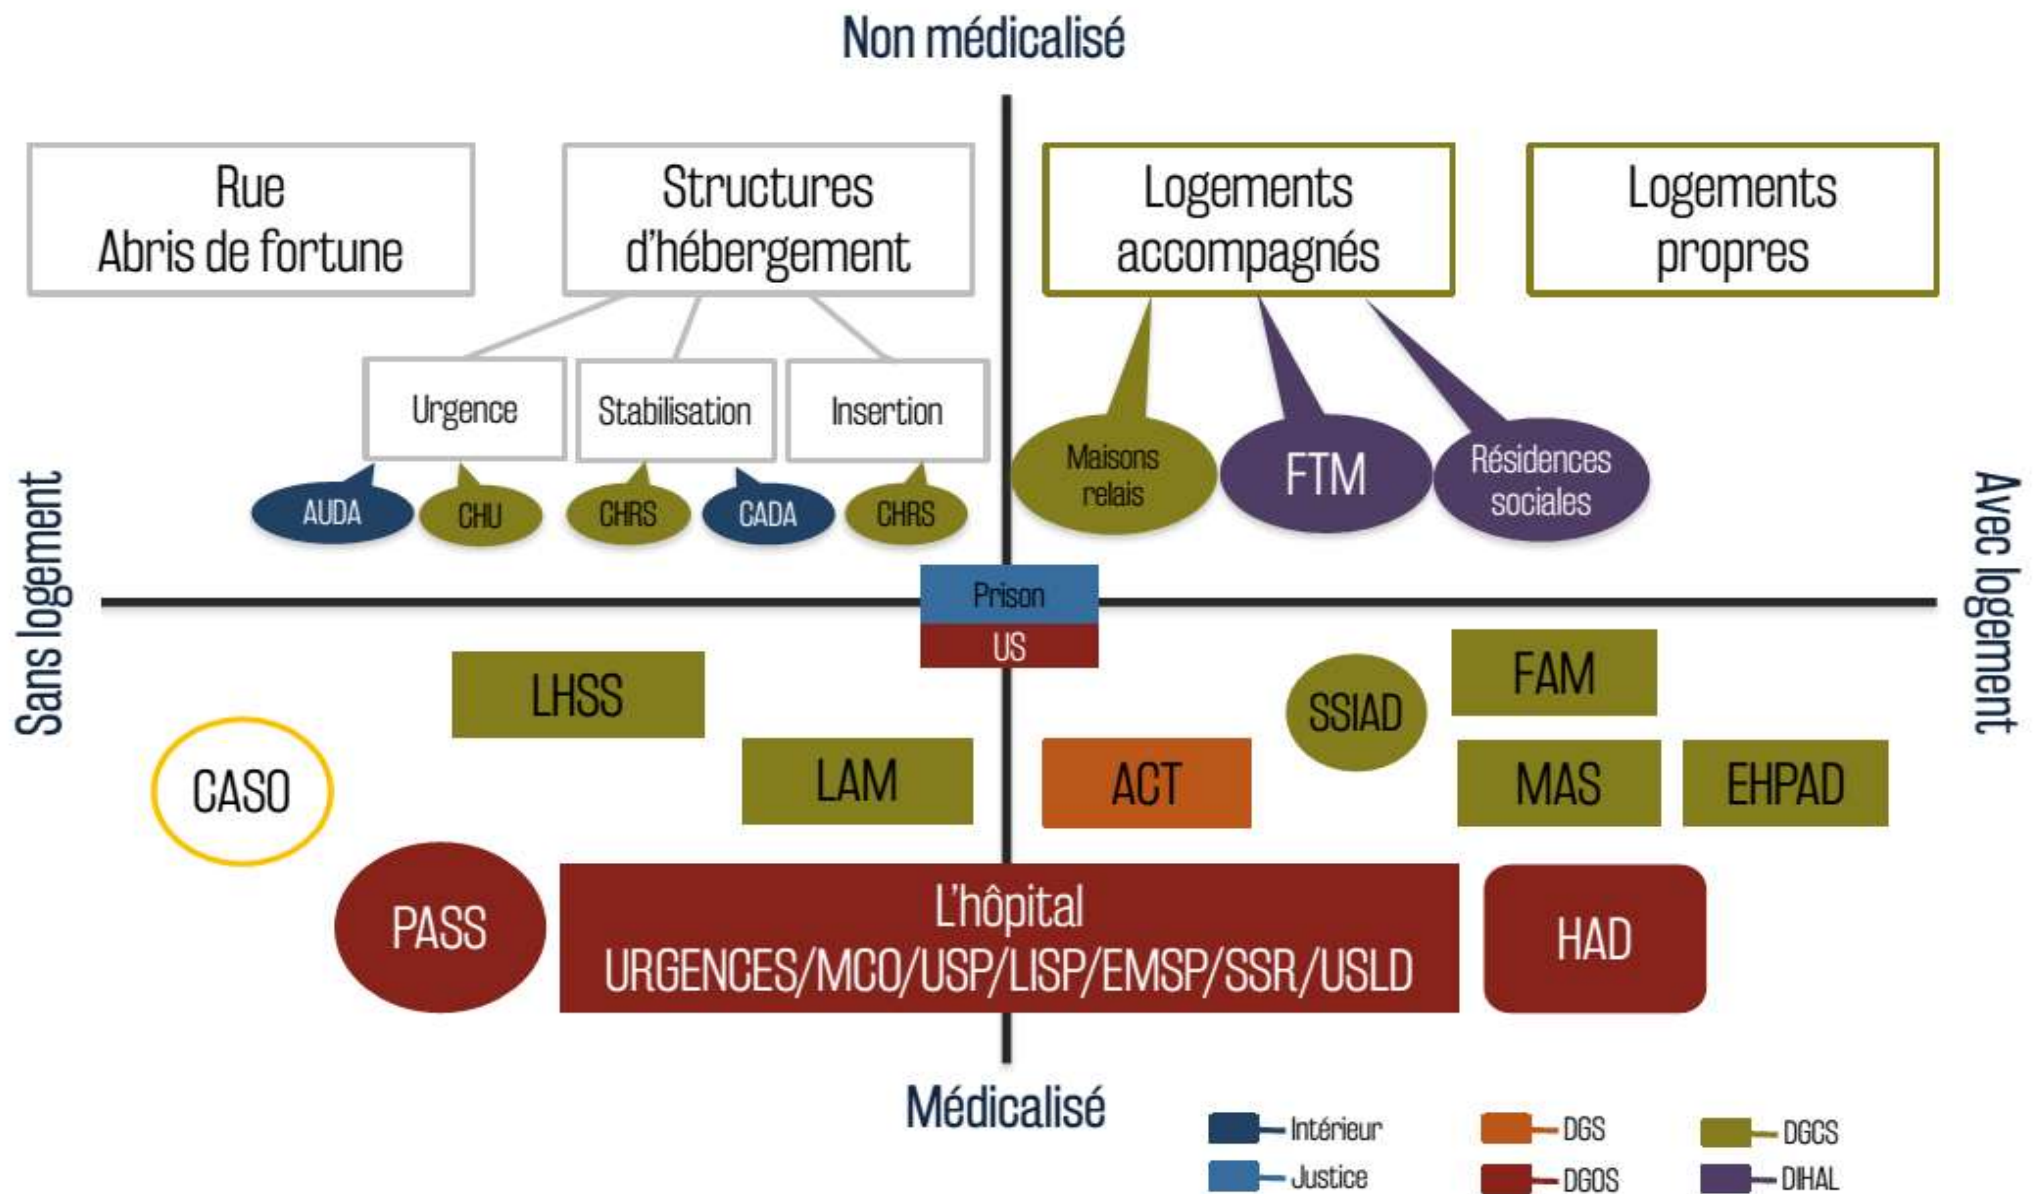 Non médicalisé
Rue
Abris de fortune
Structures
d'hébergement
Logements
accompagnés
Logements
propres
Urgence
Stabilisation
Insertion
AUDA
CHU
CHRS
CADA
CHRS
Maisons
relais
FTM
Résidences
sociales
Sans logement
Avec logement
Prison
US
LHSS
FAM
SSIAD
CASO
LAM
ACT
MAS
EHPAD
PASS
L'hôpital
URGENCES/MCO/USP/LISP/EMSP/SSR/USLD
HAD
Médicalisé
Intérieur
DGS
DGCS
Justice
DGOS
DIHAL